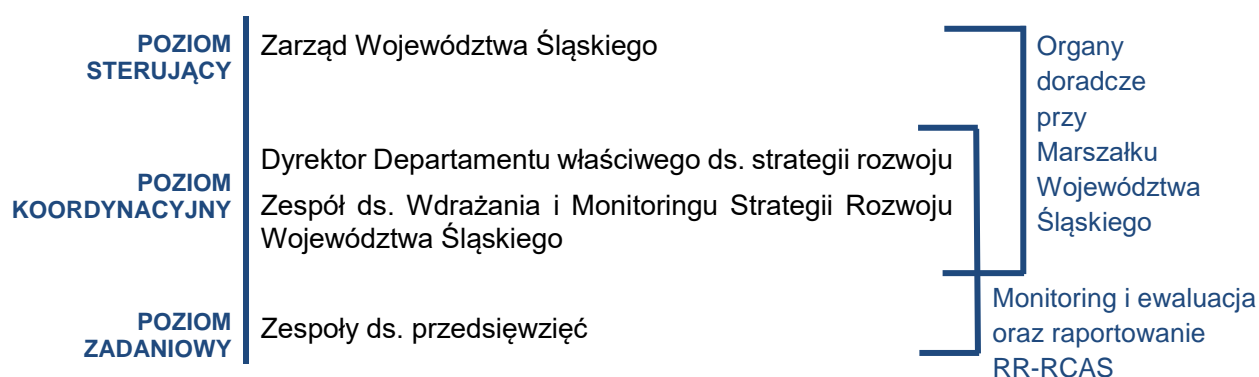 POZIOM
STERUJĄCY
Zarząd Województwa Śląskiego
POZIOM
KOORDYNACYJNY
Dyrektor Departamentu właściwego ds. strategii rozwoju
Zespół ds. Wdrażania i Monitoringu Strategii Rozwoju
Województwa Śląskiego
POZIOM
ZADANIOWY
Zespoły ds. przedsięwzięć
Organy
doradcze
przy
Marszałku
Województwa
Śląskiego
Monitoring i ewaluacja
oraz raportowanie
RR-RCAS